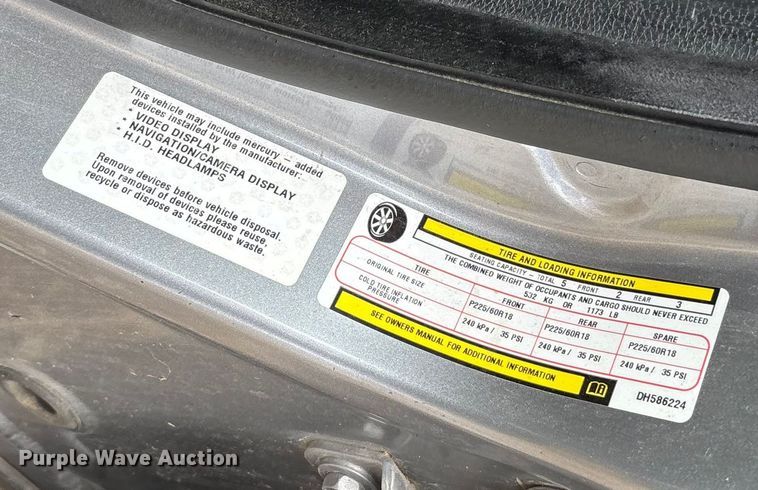 This vehicle may include mercury – added
devices installed by the manufacturer:
• VIDEO DISPLAY
• NAVIGATION/CAMERA DISPLAY
• H.I.D. HEADLAMPS
Remove devices before vehicle disposal.
Upon removal of devices please reuse,
recycle or dispose as hazardous waste.
TIRE AND LOADING INFORMATION
SEATING CAPACITY – TOTAL 5 FRONT 2 REAR 3
THE COMBINED WEIGHT OF OCCUPANTS AND CARGO SHOULD NEVER EXCEED
532 KG OR 1173 LB
TIRE FRONT REAR SPARE
ORIGINAL TIRE SIZE P225/60R18 P225/60R18 P225/60R18
COLD TIRE INFLATION
PRESSURE 240 kPa / 35 PSI 240 kPa / 35 PSI 240 kPa / 35 PSI
SEE OWNERS MANUAL FOR ADDITIONAL INFORMATION
DH586224
Purple Wave Auction